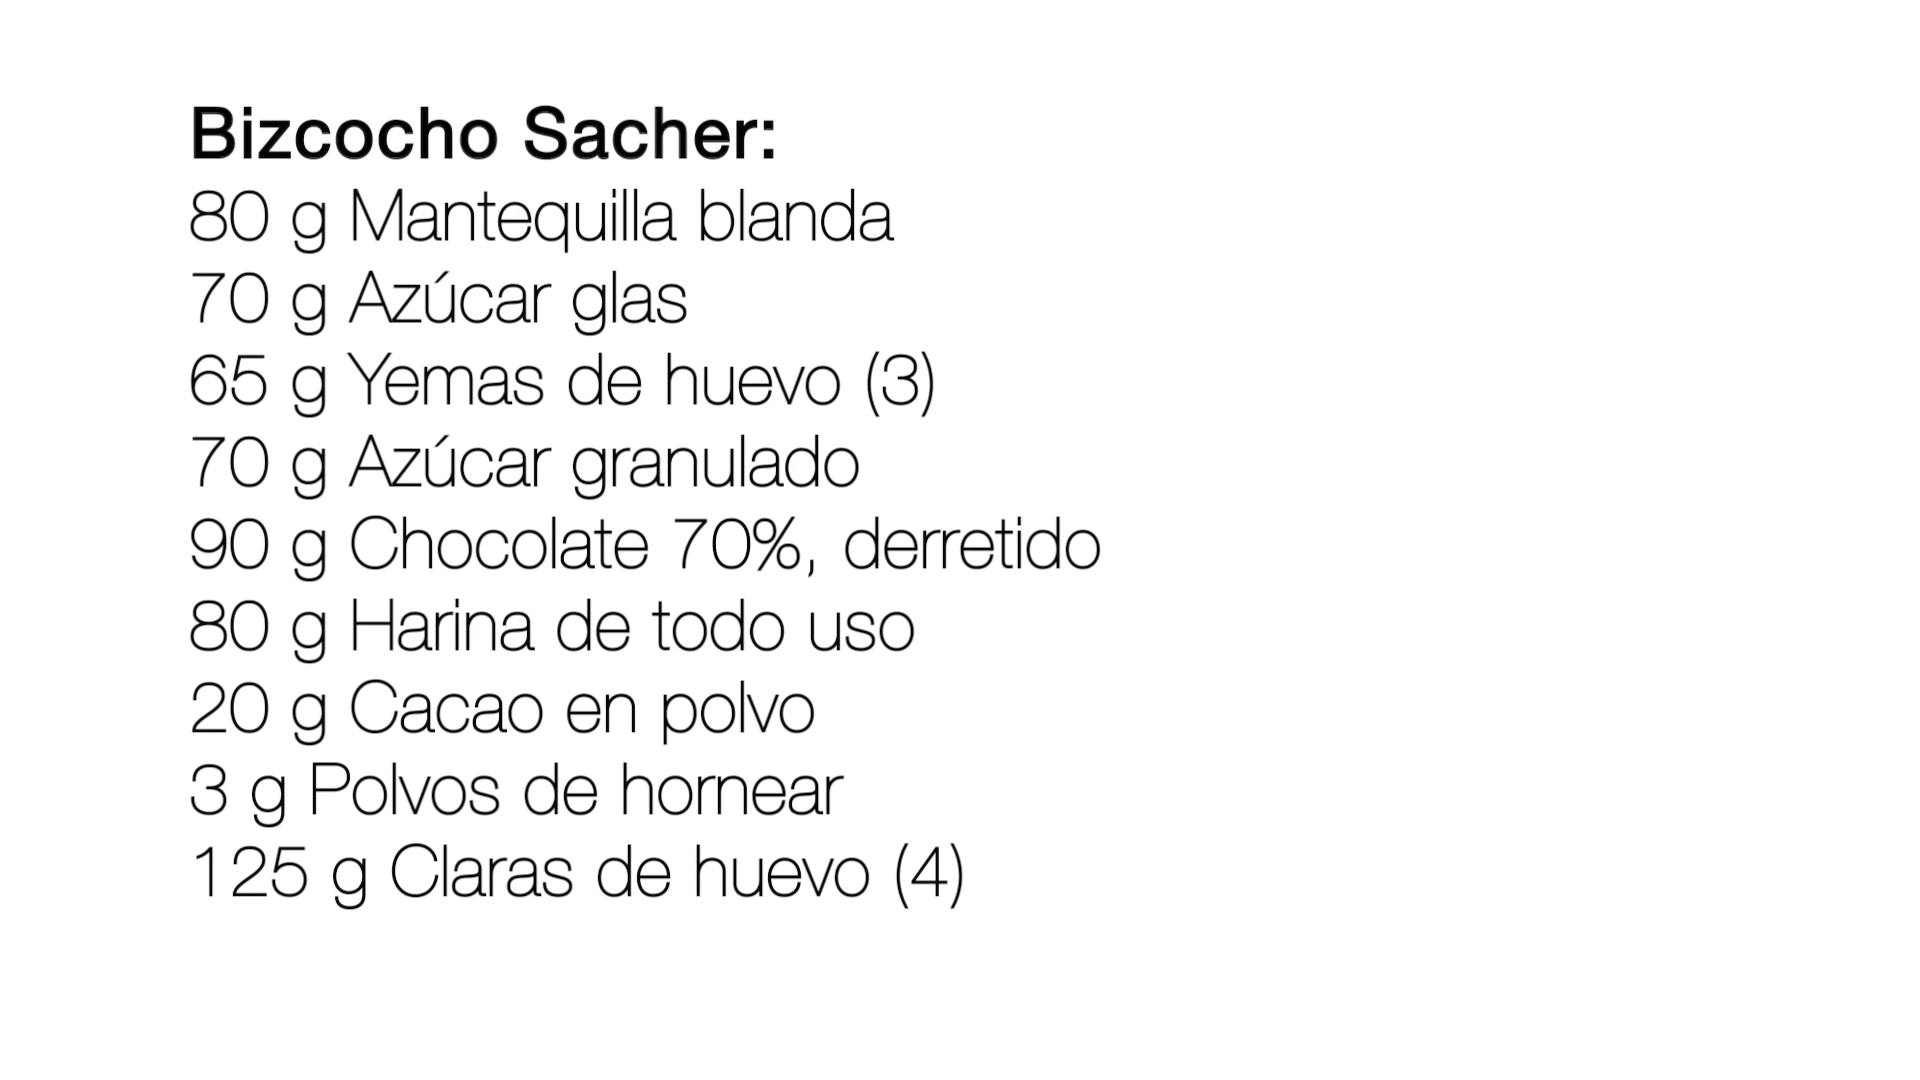 Bizcocho Sacher:
80 g Mantequilla blanda
70 g Azúcar glas
65 g Yemas de huevo (3)
70 g Azúcar granulado
90 g Chocolate 70%, derretido
80 g Harina de todo uso
20 g Cacao en polvo
3 g Polvos de hornear
125 g Claras de huevo (4)